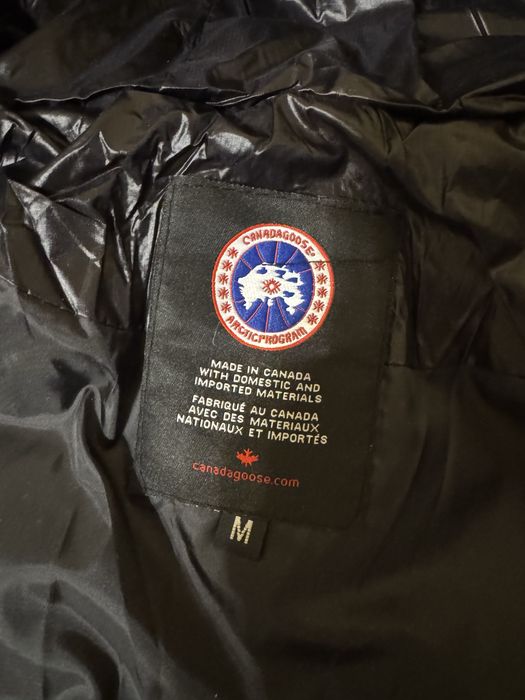 CANADA GOOSE
ARCTIC PROGRAM
MADE IN CANADA
WITH DOMESTIC AND
IMPORTED MATERIALS
FABRIQUÉ AU CANADA
AVEC DES MATERIAUX
NATIONAUX ET IMPORTÉS
canadagoose.com
M